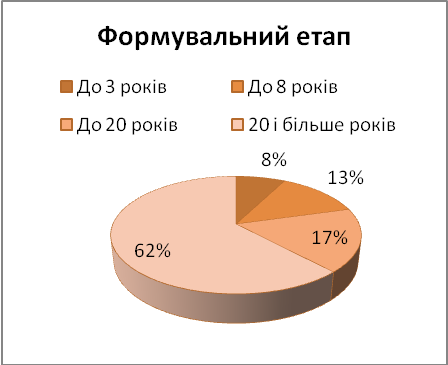 Формувальний етап
До 3 років До 8 років
До 20 років 20 і більше років
8%
13%
17%
62%